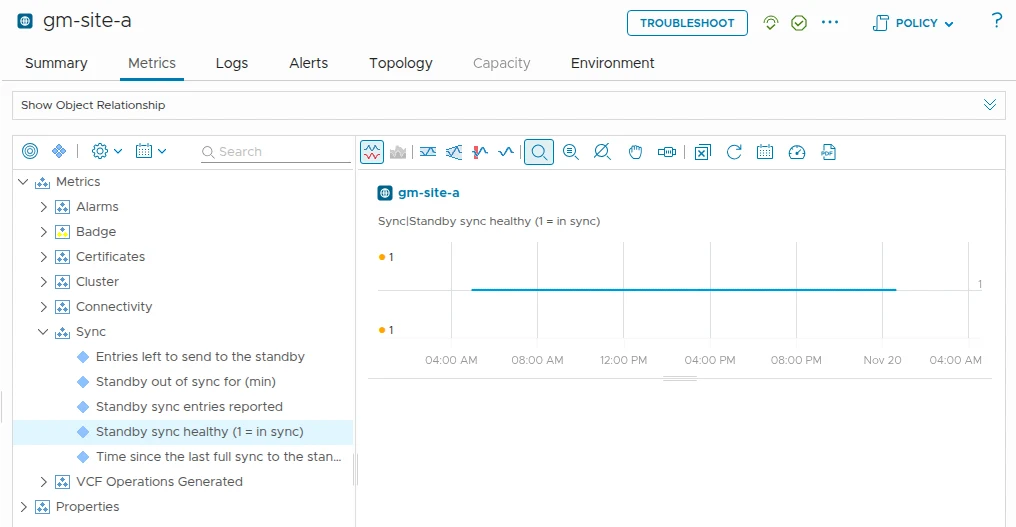 gm-site-a
TROUBLESHOOT
POLICY
?
Summary
Metrics
Logs
Alerts
Topology
Capacity
Environment
Show Object Relationship
Search
Metrics
Alarms
Badge
Certificates
Cluster
Connectivity
Sync
Entries left to send to the standby
Standby out of sync for (min)
Standby sync entries reported
Standby sync healthy (1 = in sync)
Time since the last full sync to the stan...
VCF Operations Generated
Properties
PDF
gm-site-a
Sync|Standby sync healthy (1 = in sync)
1
1
1
04:00 AM
08:00 AM
12:00 PM
04:00 PM
08:00 PM
Nov 20
04:00 AM